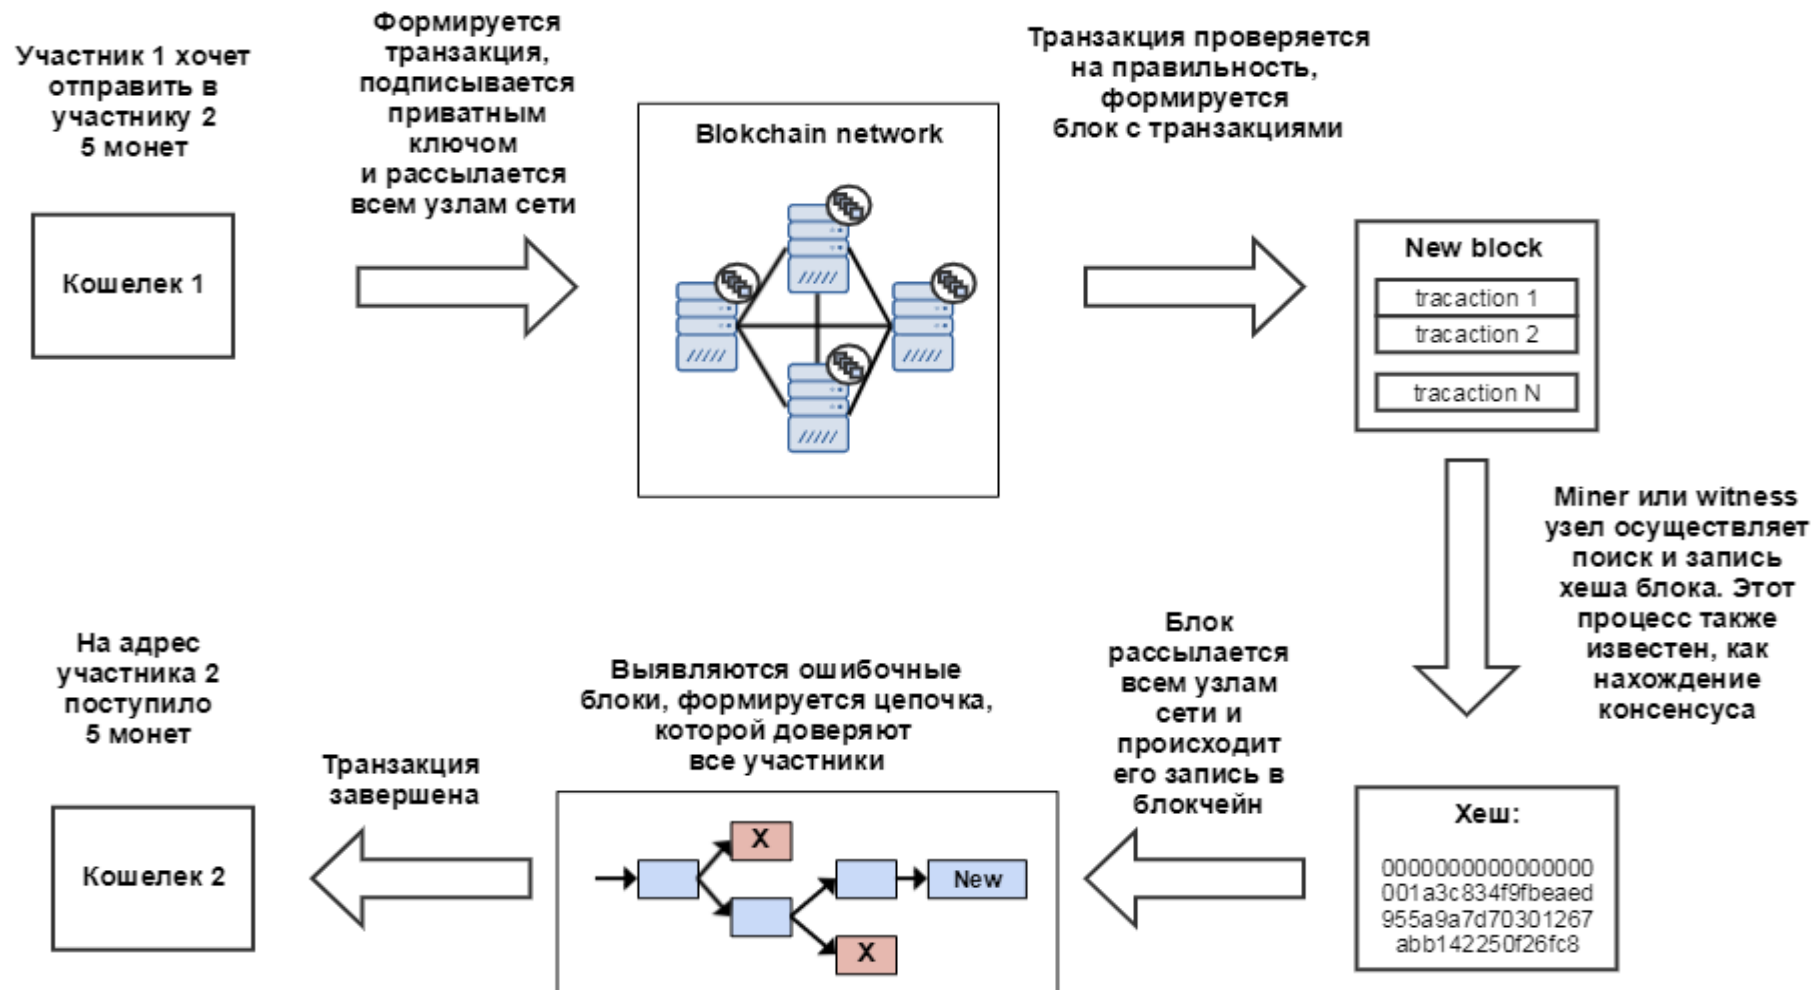 Участник 1 хочет
отправить в
участнику 2
5 монет
Кошелек 1
Формируется
транзакция,
подписывается
приватным
ключом
и рассылается
всем узлам сети
Blokchain network
Транзакция проверяется
на правильность,
формируется
блок с транзакциями
New block
tracaction 1
tracaction 2
tracaction N
Miner или witness
узел осуществляет
поиск и запись
хеша блока. Этот
процесс также
известен, как
нахождение
консенсуса
Хеш:
0000000000000000
001a3c834f9fbeaed
955a9a7d70301267
abb142250f26fc8
Блок
рассылается
всем узлам
сети и
происходит
его запись в
блокчейн
Выявляются ошибочные
блоки, формируется цепочка,
которой доверяют
все участники
X
New
X
Транзакция
завершена
На адрес
участника 2
поступило
5 монет
Кошелек 2